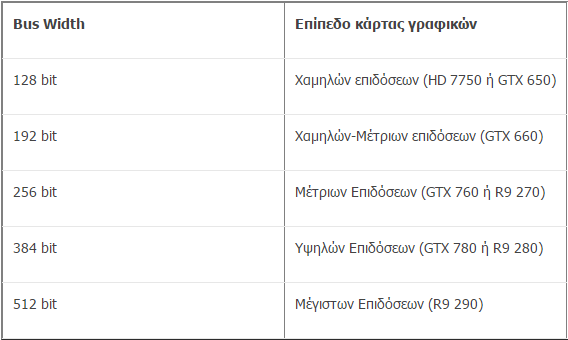 Bus Width Επίπεδο κάρτας γραφικών
128 bit Χαμηλών επιδόσεων (HD 7750 ή GTX 650)
192 bit Χαμηλών-Μέτριων επιδόσεων (GTX 660)
256 bit Μέτριων Επιδόσεων (GTX 760 ή R9 270)
384 bit Υψηλών Επιδόσεων (GTX 780 ή R9 280)
512 bit Μέγιστων Επιδόσεων (R9 290)